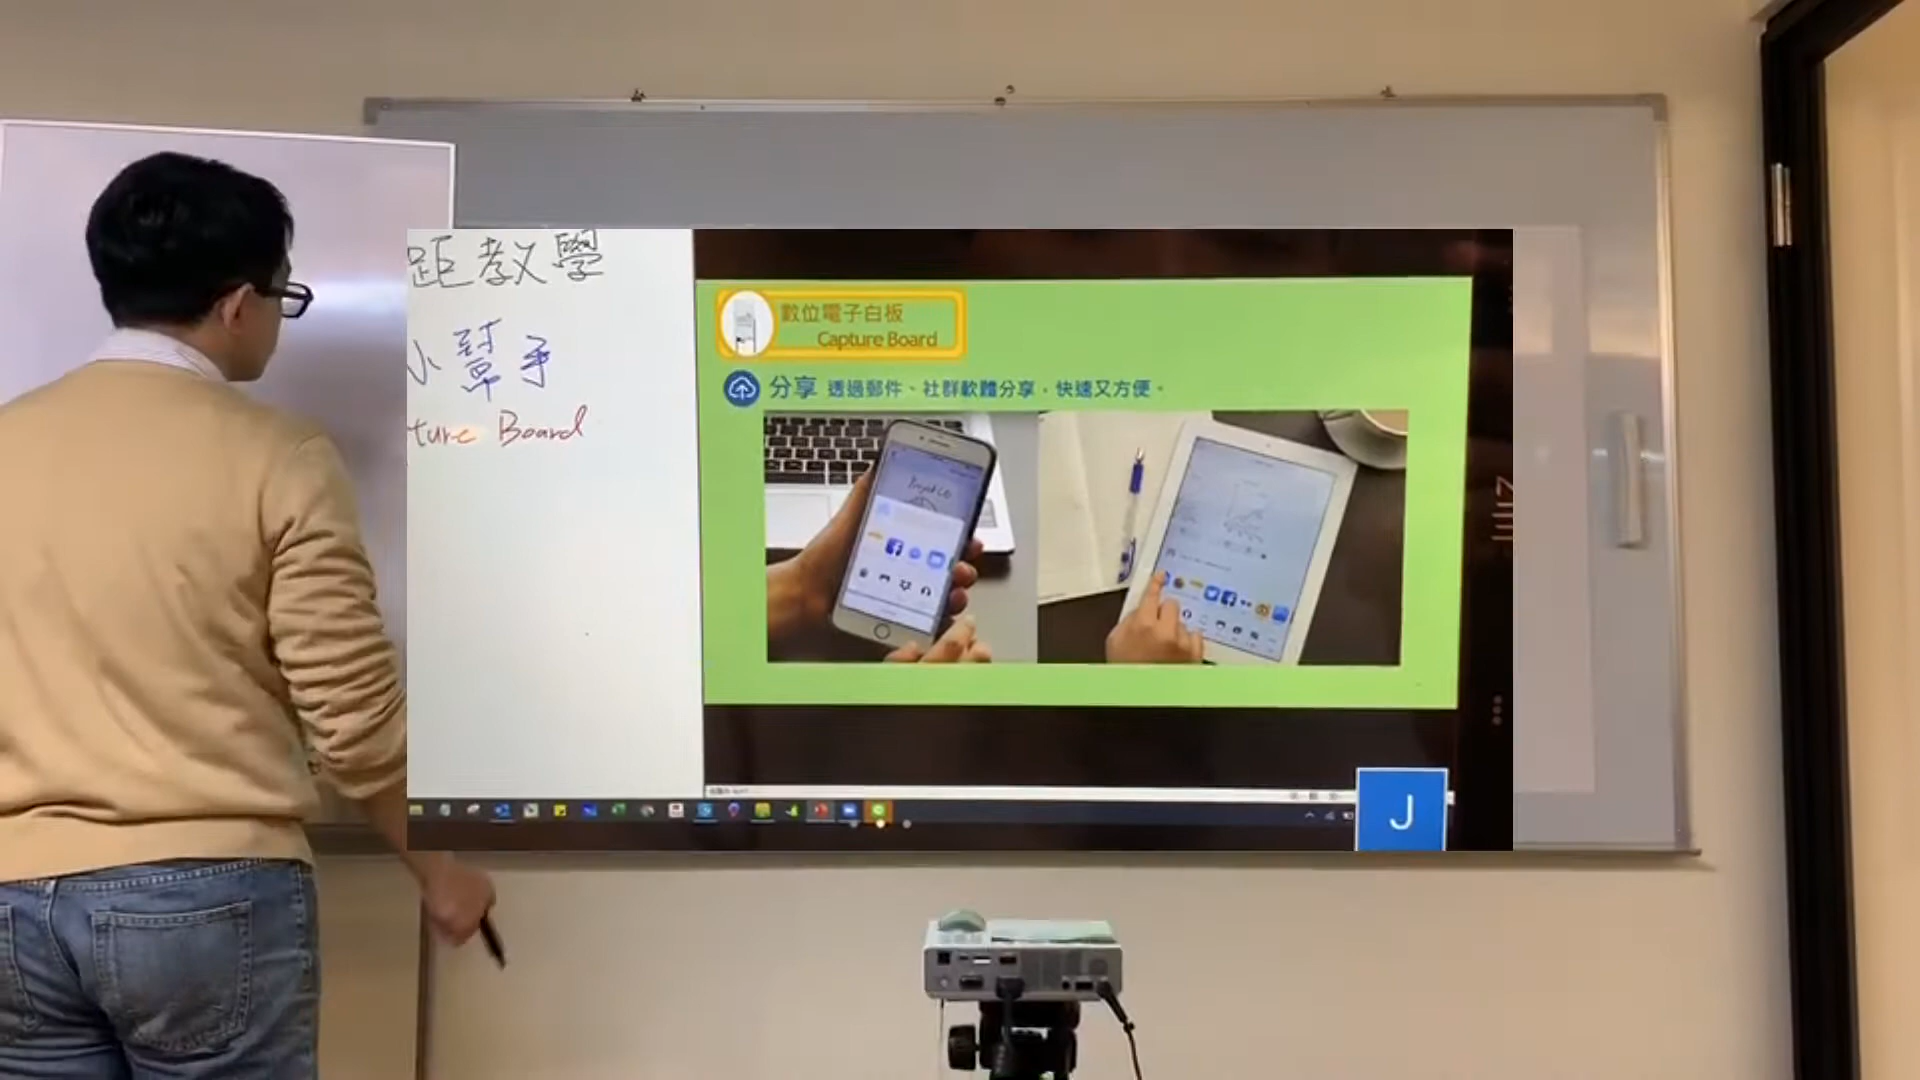 距教學
小幫手
ture Board
數位電子白板
Capture Board
分享 透過郵件、社群軟體分享，快速又方便。
Project
J